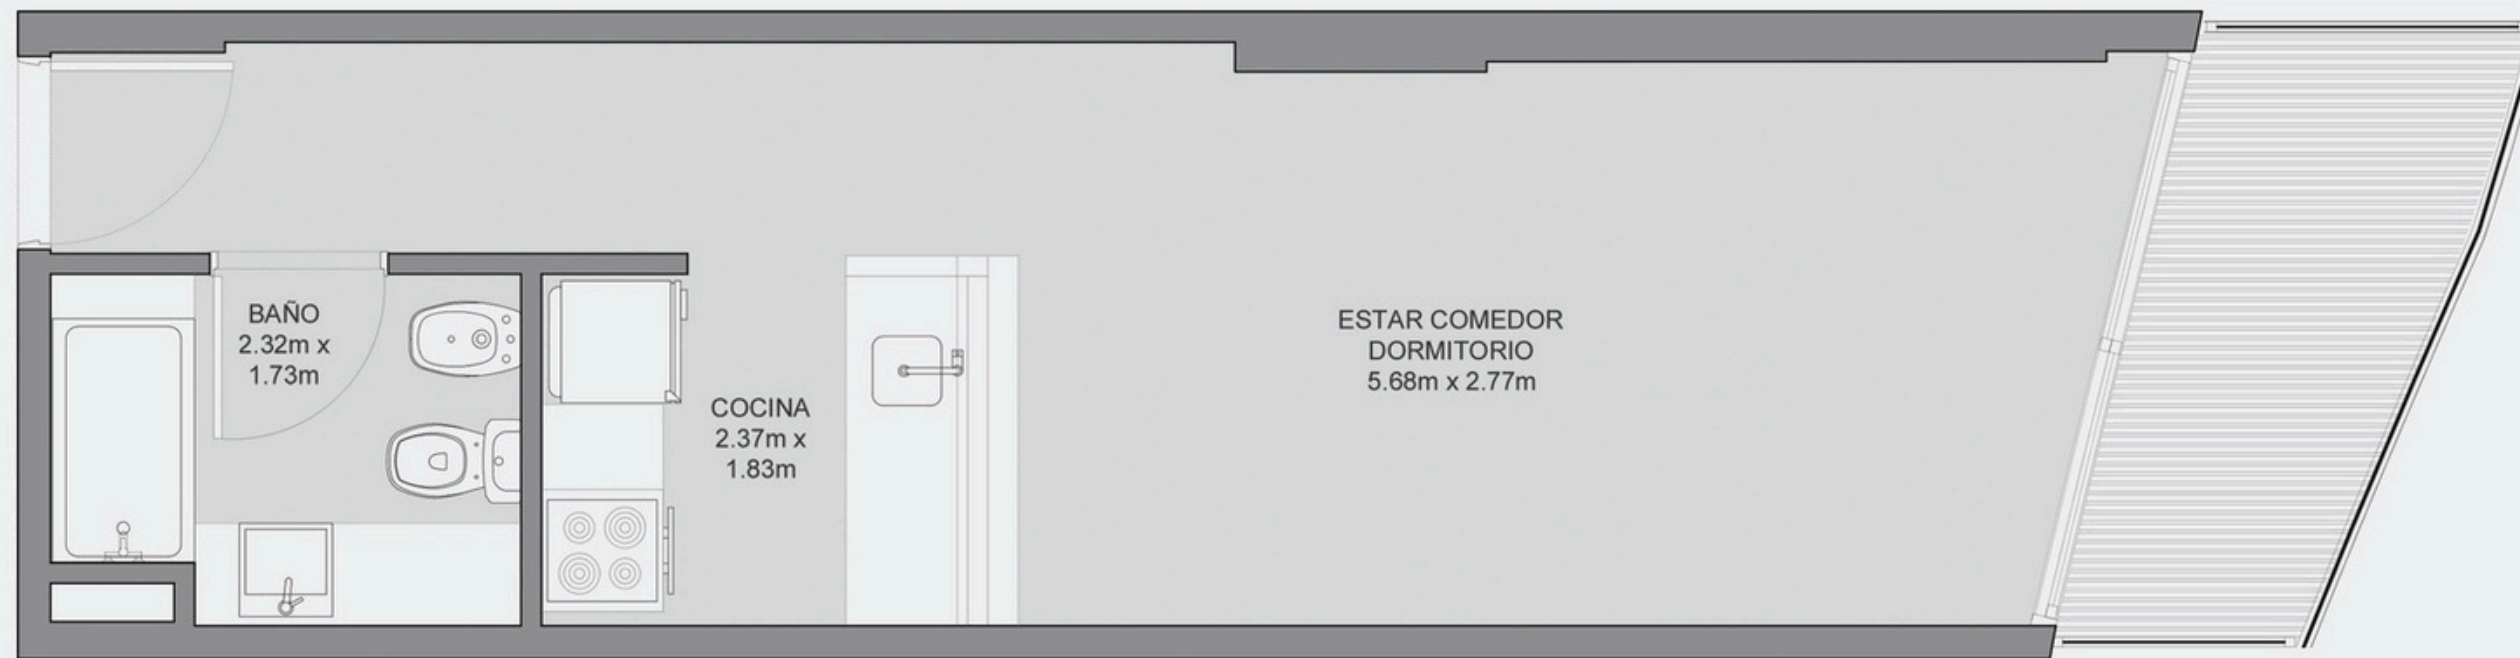 BAÑO
2.32m x
1.73m
COCINA
2.37m x
1.83m
ESTAR COMEDOR
DORMITORIO
5.68m x 2.77m